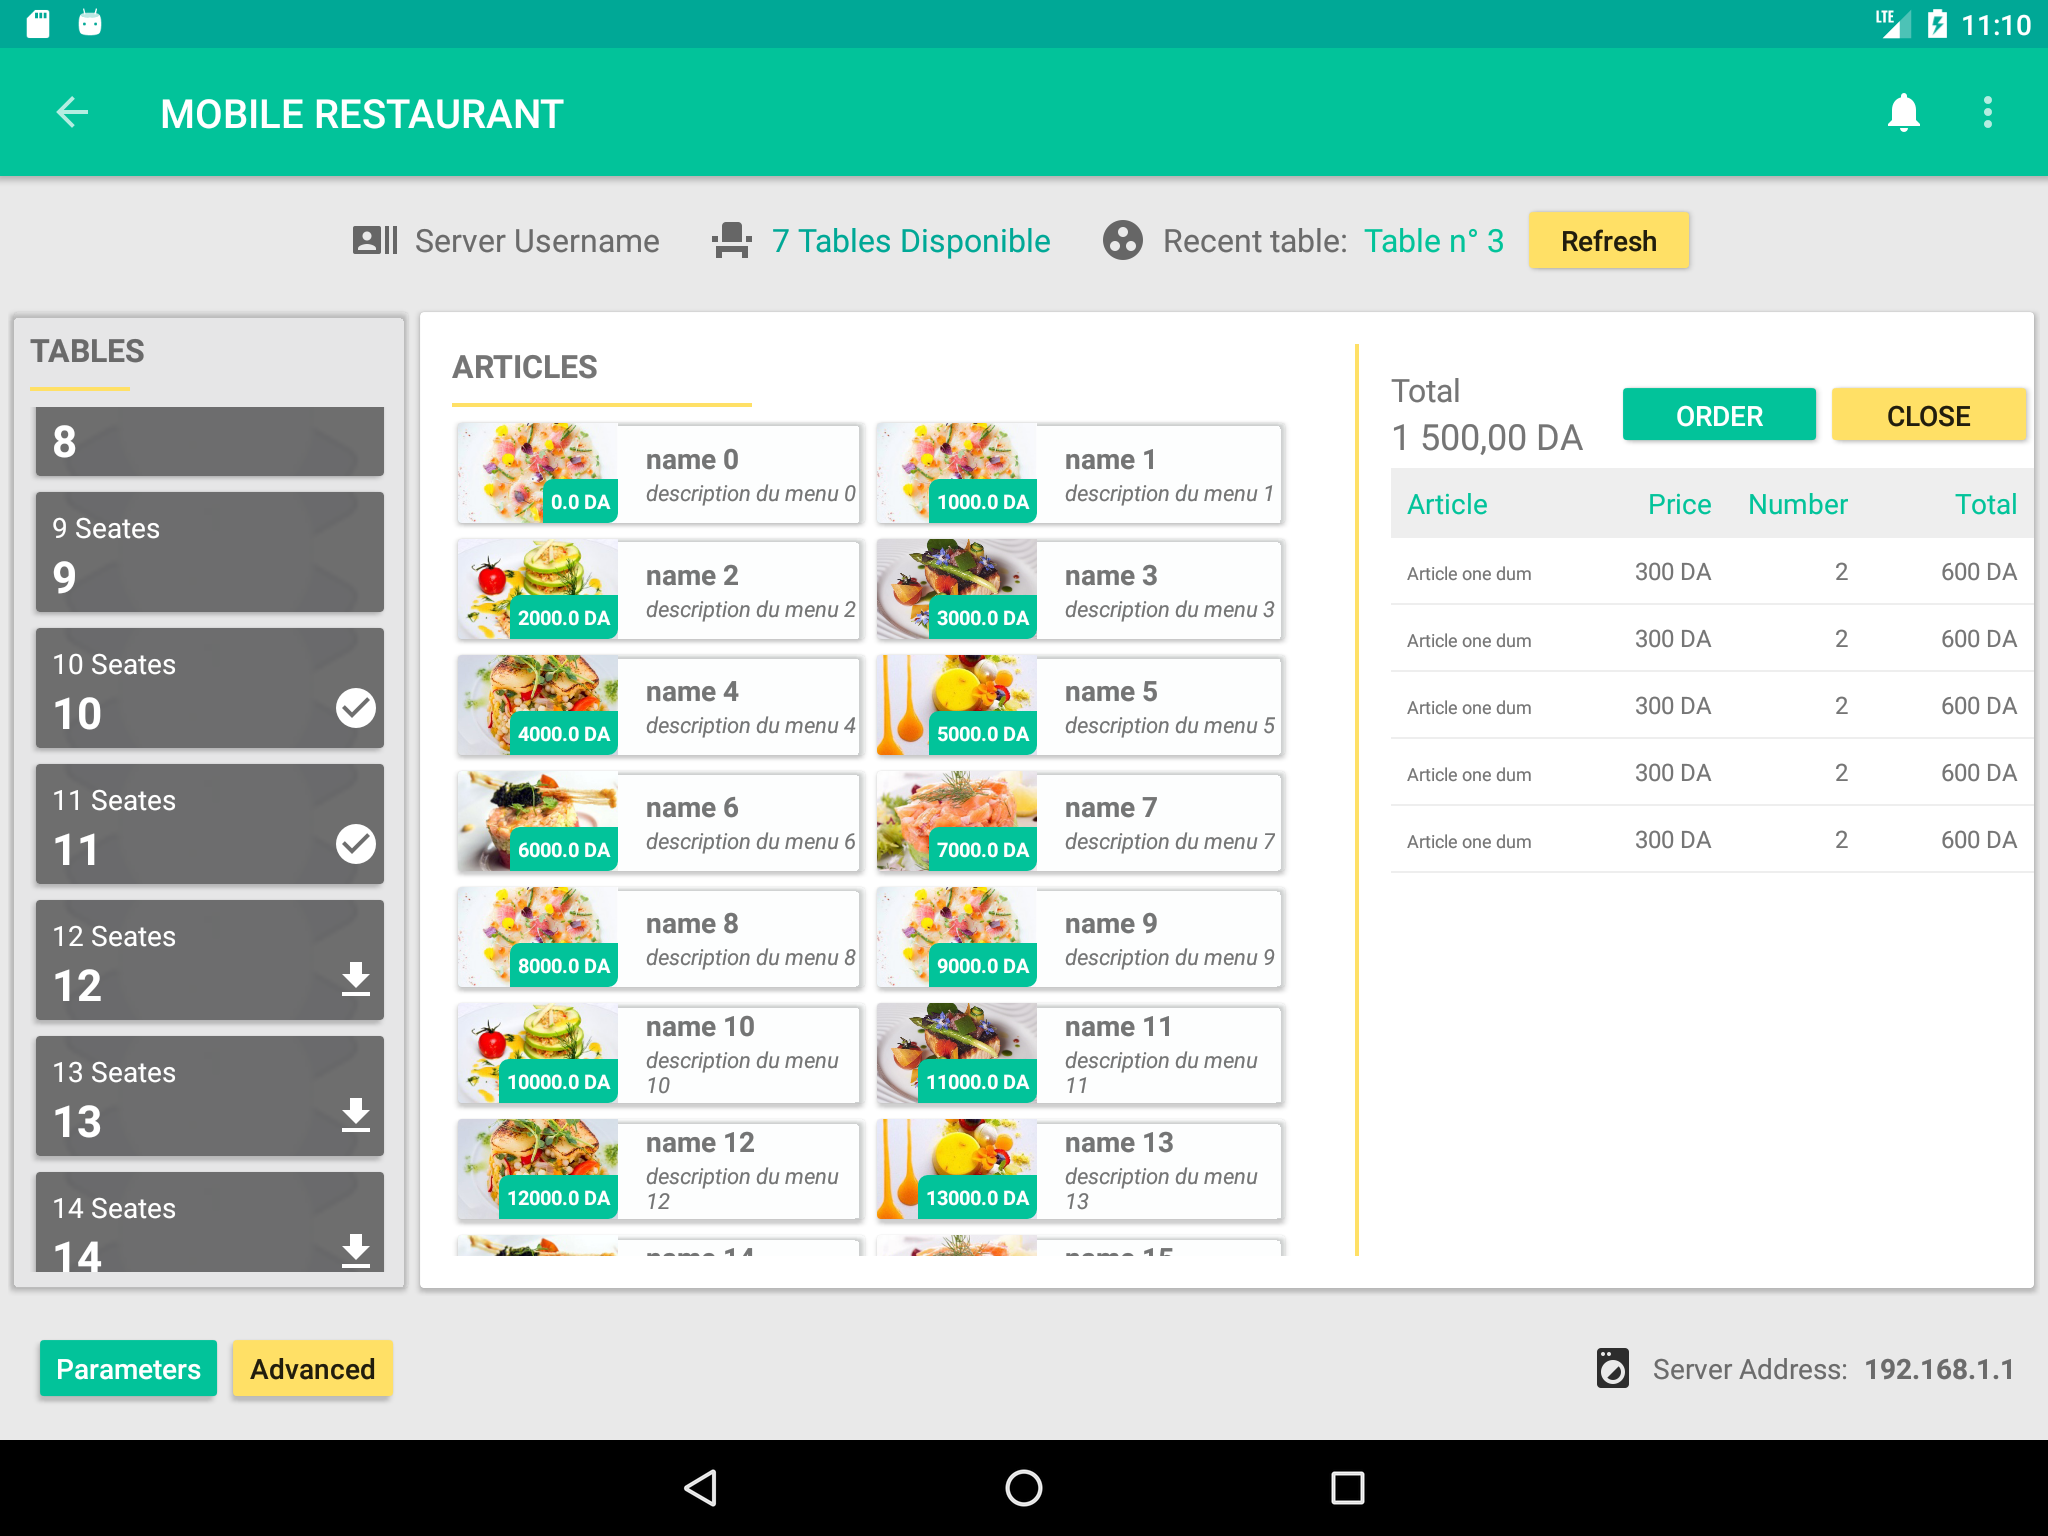 LTE 11:10
MOBILE RESTAURANT
Server Username 7 Tables Disponible Recent table: Table n° 3 Refresh
TABLES
8
9 Seates
9
10 Seates
10
11 Seates
11
12 Seates
12
13 Seates
13
14 Seates
14
ARTICLES
name 0
description du menu 0
0.0 DA
name 1
description du menu 1
1000.0 DA
name 2
description du menu 2
2000.0 DA
name 3
description du menu 3
3000.0 DA
name 4
description du menu 4
4000.0 DA
name 5
description du menu 5
5000.0 DA
name 6
description du menu 6
6000.0 DA
name 7
description du menu 7
7000.0 DA
name 8
description du menu 8
8000.0 DA
name 9
description du menu 9
9000.0 DA
name 10
description du menu
10
10000.0 DA
name 11
description du menu
11
11000.0 DA
name 12
description du menu
12
12000.0 DA
name 13
description du menu
13
13000.0 DA
name 14
name 15
Total
1 500,00 DA
ORDER CLOSE
Article Price Number Total
Article one dum 300 DA 2 600 DA
Article one dum 300 DA 2 600 DA
Article one dum 300 DA 2 600 DA
Article one dum 300 DA 2 600 DA
Article one dum 300 DA 2 600 DA
Parameters Advanced
Server Address: 192.168.1.1